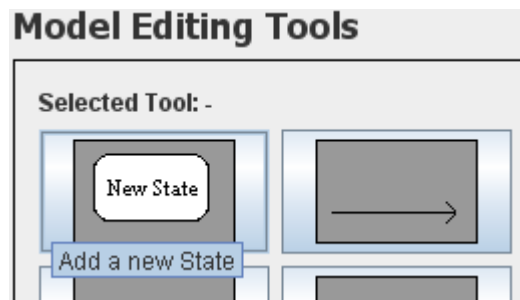 Model Editing Tools
Selected Tool: -
New State
Add a new State